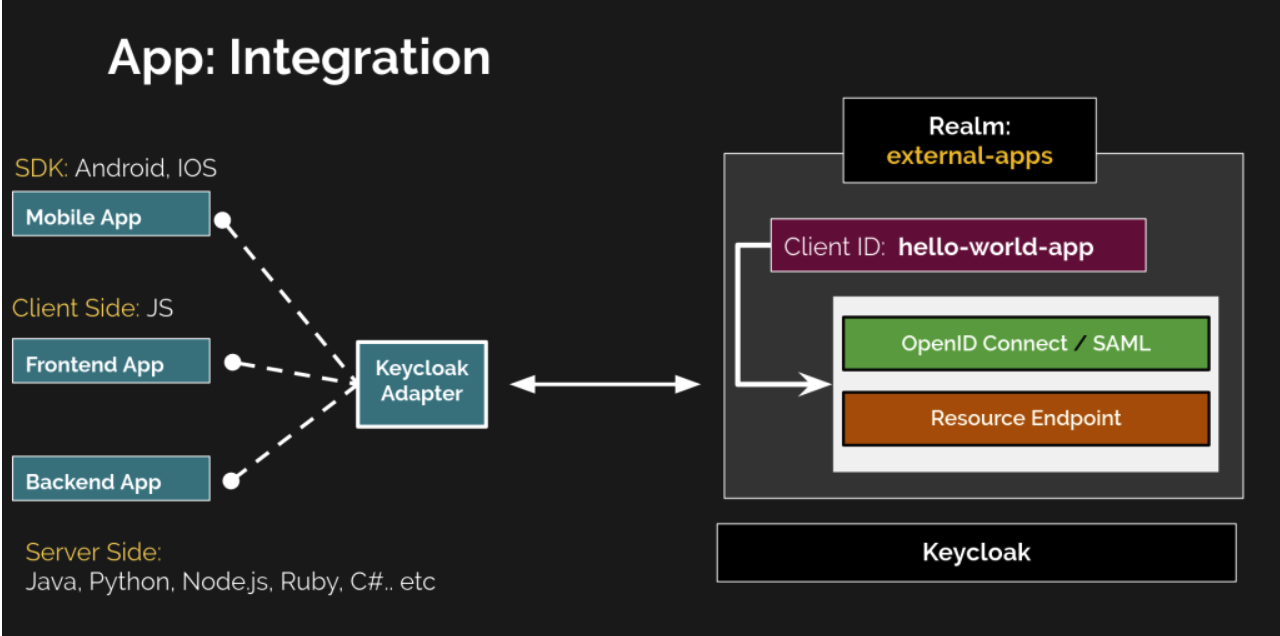 App: Integration
SDK: Android, IOS
Mobile App
Client Side: JS
Frontend App
Backend App
Server Side:
Java, Python, Node.js, Ruby, C#.. etc
Keycloak
Adapter
Realm:
external-apps
Client ID: hello-world-app
OpenID Connect / SAML
Resource Endpoint
Keycloak